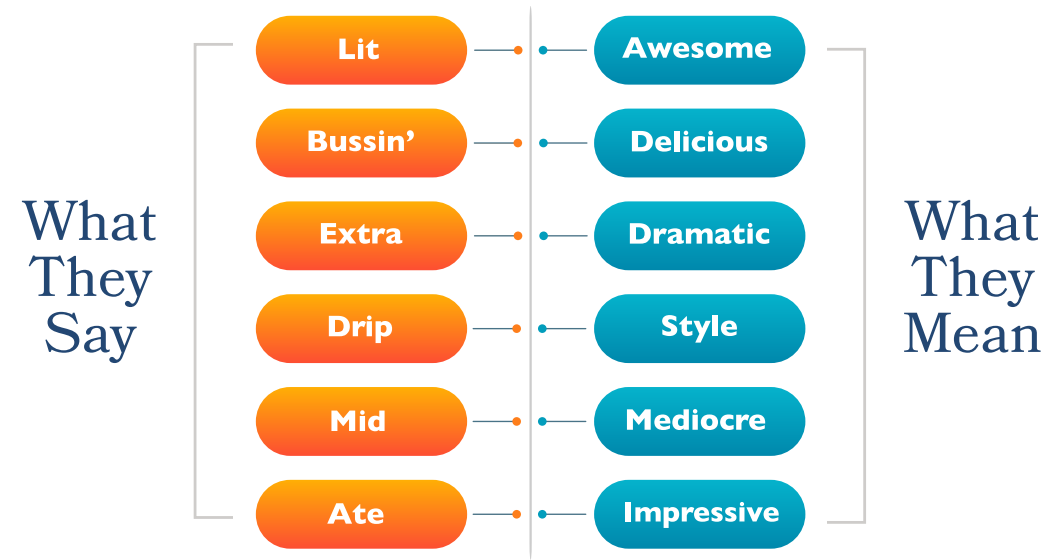 What
They
Say
Lit
Awesome
Bussin’
Delicious
Extra
Dramatic
Drip
Style
Mid
Mediocre
Ate
Impressive
What
They
Mean